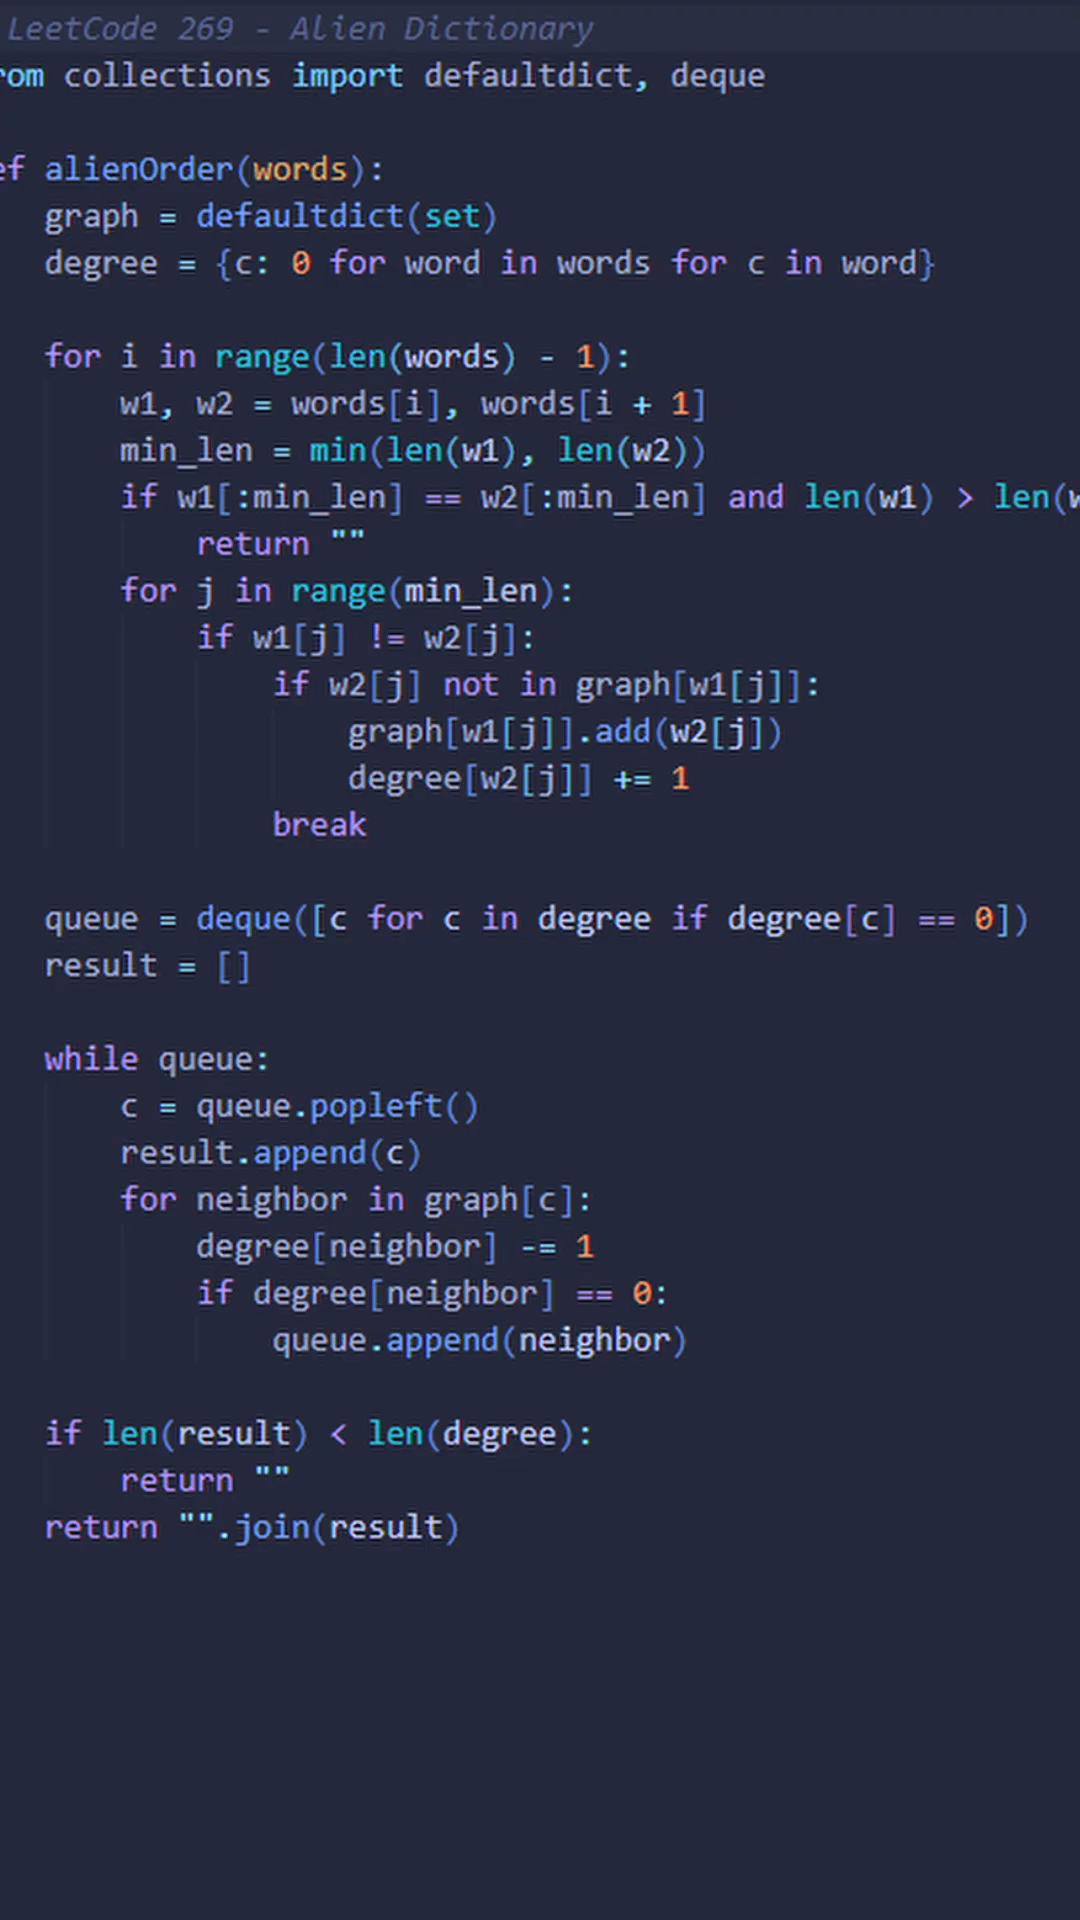 LeetCode 269 - Alien Dictionary
rom collections import defaultdict, deque
ef alienOrder(words):
graph = defaultdict(set)
degree = {c: 0 for word in words for c in word}
for i in range(len(words) - 1):
w1, w2 = words[i], words[i + 1]
min_len = min(len(w1), len(w2))
if w1[:min_len] == w2[:min_len] and len(w1) > len(w
return ""
for j in range(min_len):
if w1[j] != w2[j]:
if w2[j] not in graph[w1[j]]:
graph[w1[j]].add(w2[j])
degree[w2[j]] += 1
break
queue = deque([c for c in degree if degree[c] == 0])
result = []
while queue:
c = queue.popleft()
result.append(c)
for neighbor in graph[c]:
degree[neighbor] -= 1
if degree[neighbor] == 0:
queue.append(neighbor)
if len(result) < len(degree):
return ""
return "".join(result)